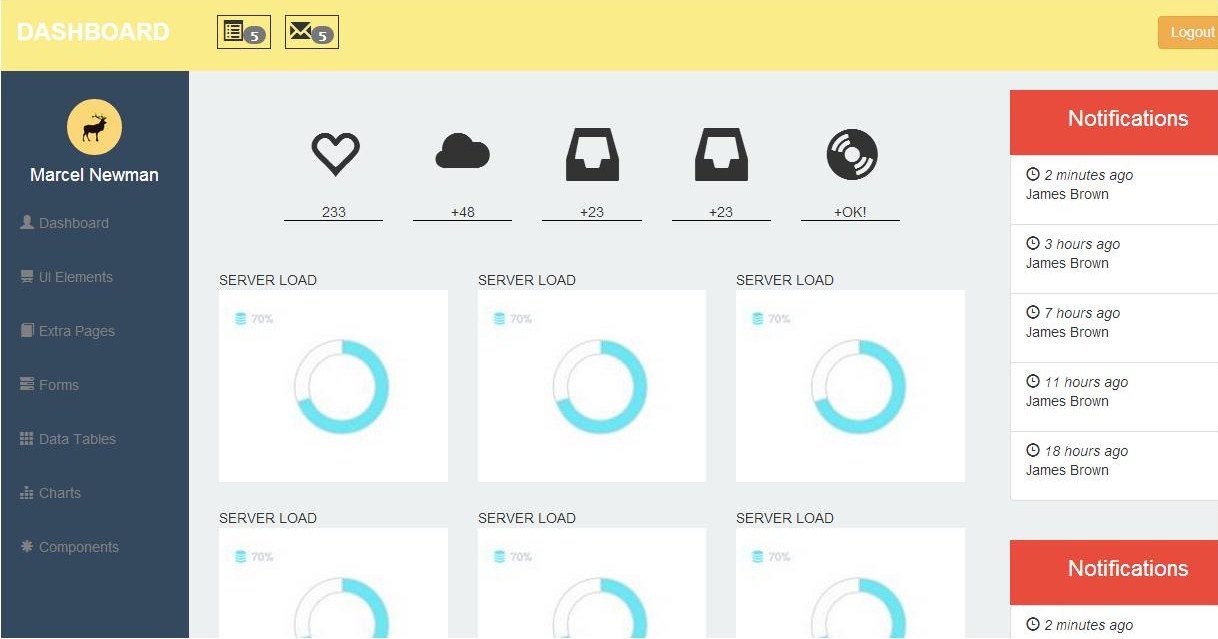 DASHBOARD
5
5
Logout
Marcel Newman
Dashboard
UI Elements
Extra Pages
Forms
Data Tables
Charts
Components
233
+48
+23
+23
+OK!
SERVER LOAD
SERVER LOAD
SERVER LOAD
70%
70%
70%
SERVER LOAD
SERVER LOAD
SERVER LOAD
70%
70%
70%
Notifications
2 minutes ago
James Brown
3 hours ago
James Brown
7 hours ago
James Brown
11 hours ago
James Brown
18 hours ago
James Brown
Notifications
2 minutes ago